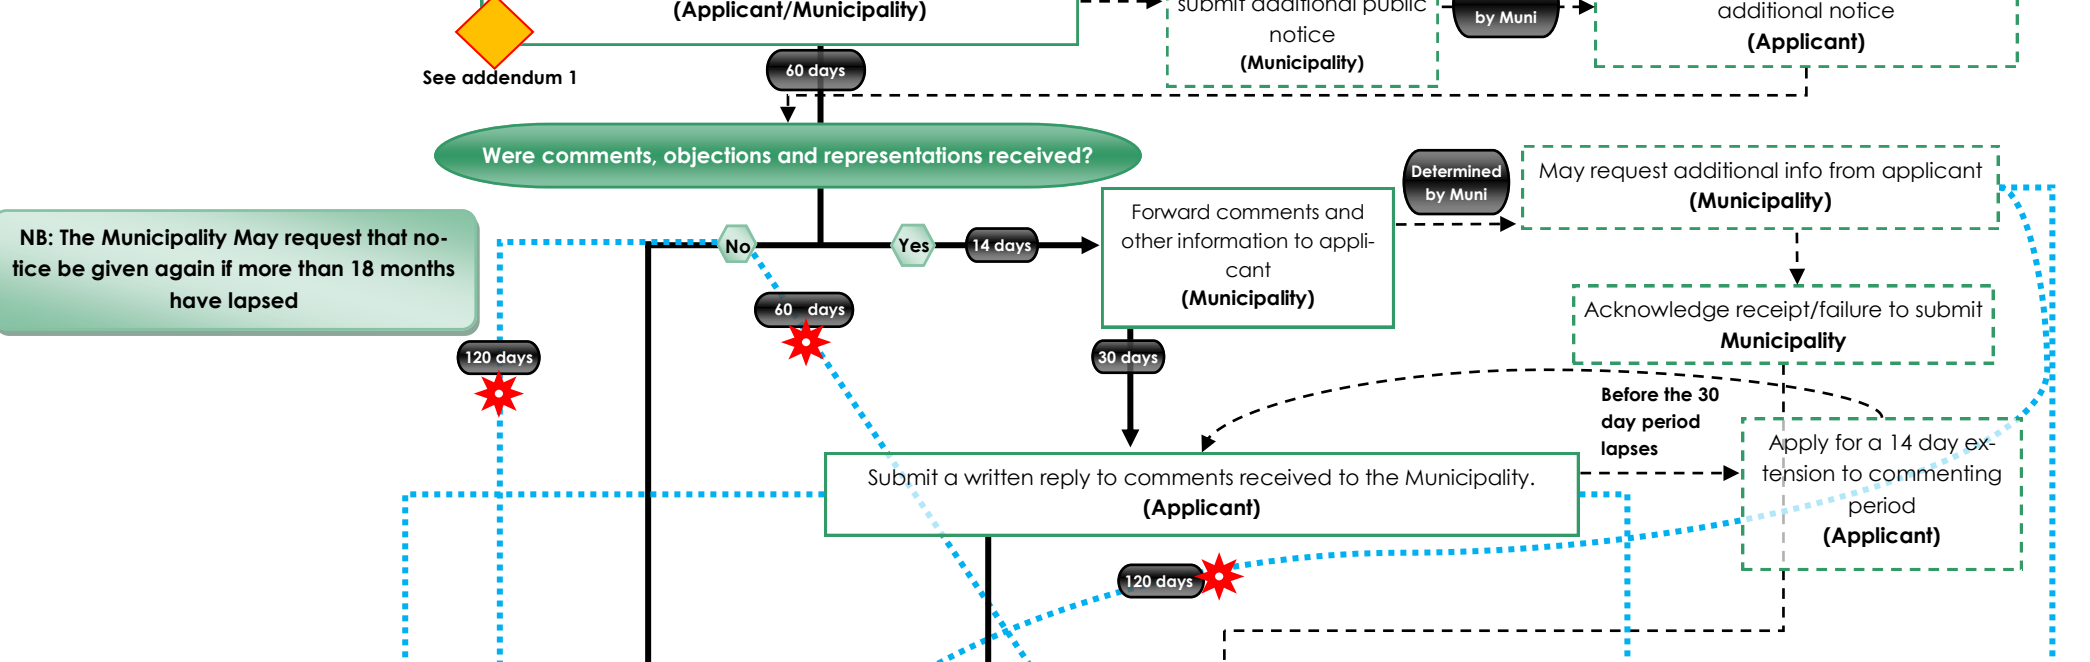 (Applicant/Municipality)
See addendum 1
60 days
submit additional public
notice
(Municipality)
by Muni
additional notice
(Applicant)
Were comments, objections and representations received?
NB: The Municipality May request that no-
tice be given again if more than 18 months
have lapsed
No
Yes
14 days
Forward comments and
other information to appli-
cant
(Municipality)
Determined
by Muni
May request additional info from applicant
(Municipality)
60 days
120 days
30 days
Acknowledge receipt/failure to submit
Municipality
Before the 30
day period
lapses
Submit a written reply to comments received to the Municipality.
(Applicant)
Apply for a 14 day ex-
tension to commenting
period
(Applicant)
120 days